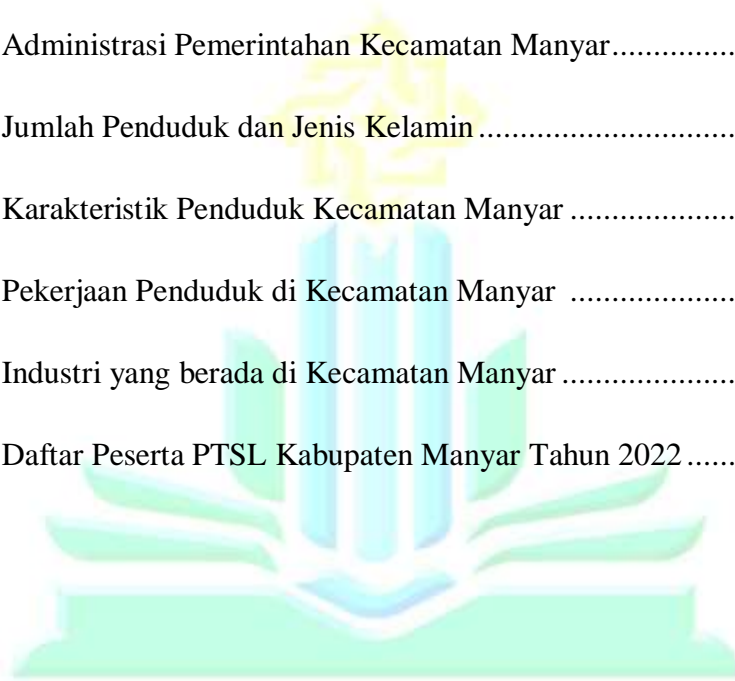 Administrasi Pemerintahan Kecamatan Manyar...............
Jumlah Penduduk dan Jenis Kelamin...............................
Karakteristik Penduduk Kecamatan Manyar ....................
Pekerjaan Penduduk di Kecamatan Manyar ....................
Industri yang berada di Kecamatan Manyar.....................
Daftar Peserta PTSL Kabupaten Manyar Tahun 2022......